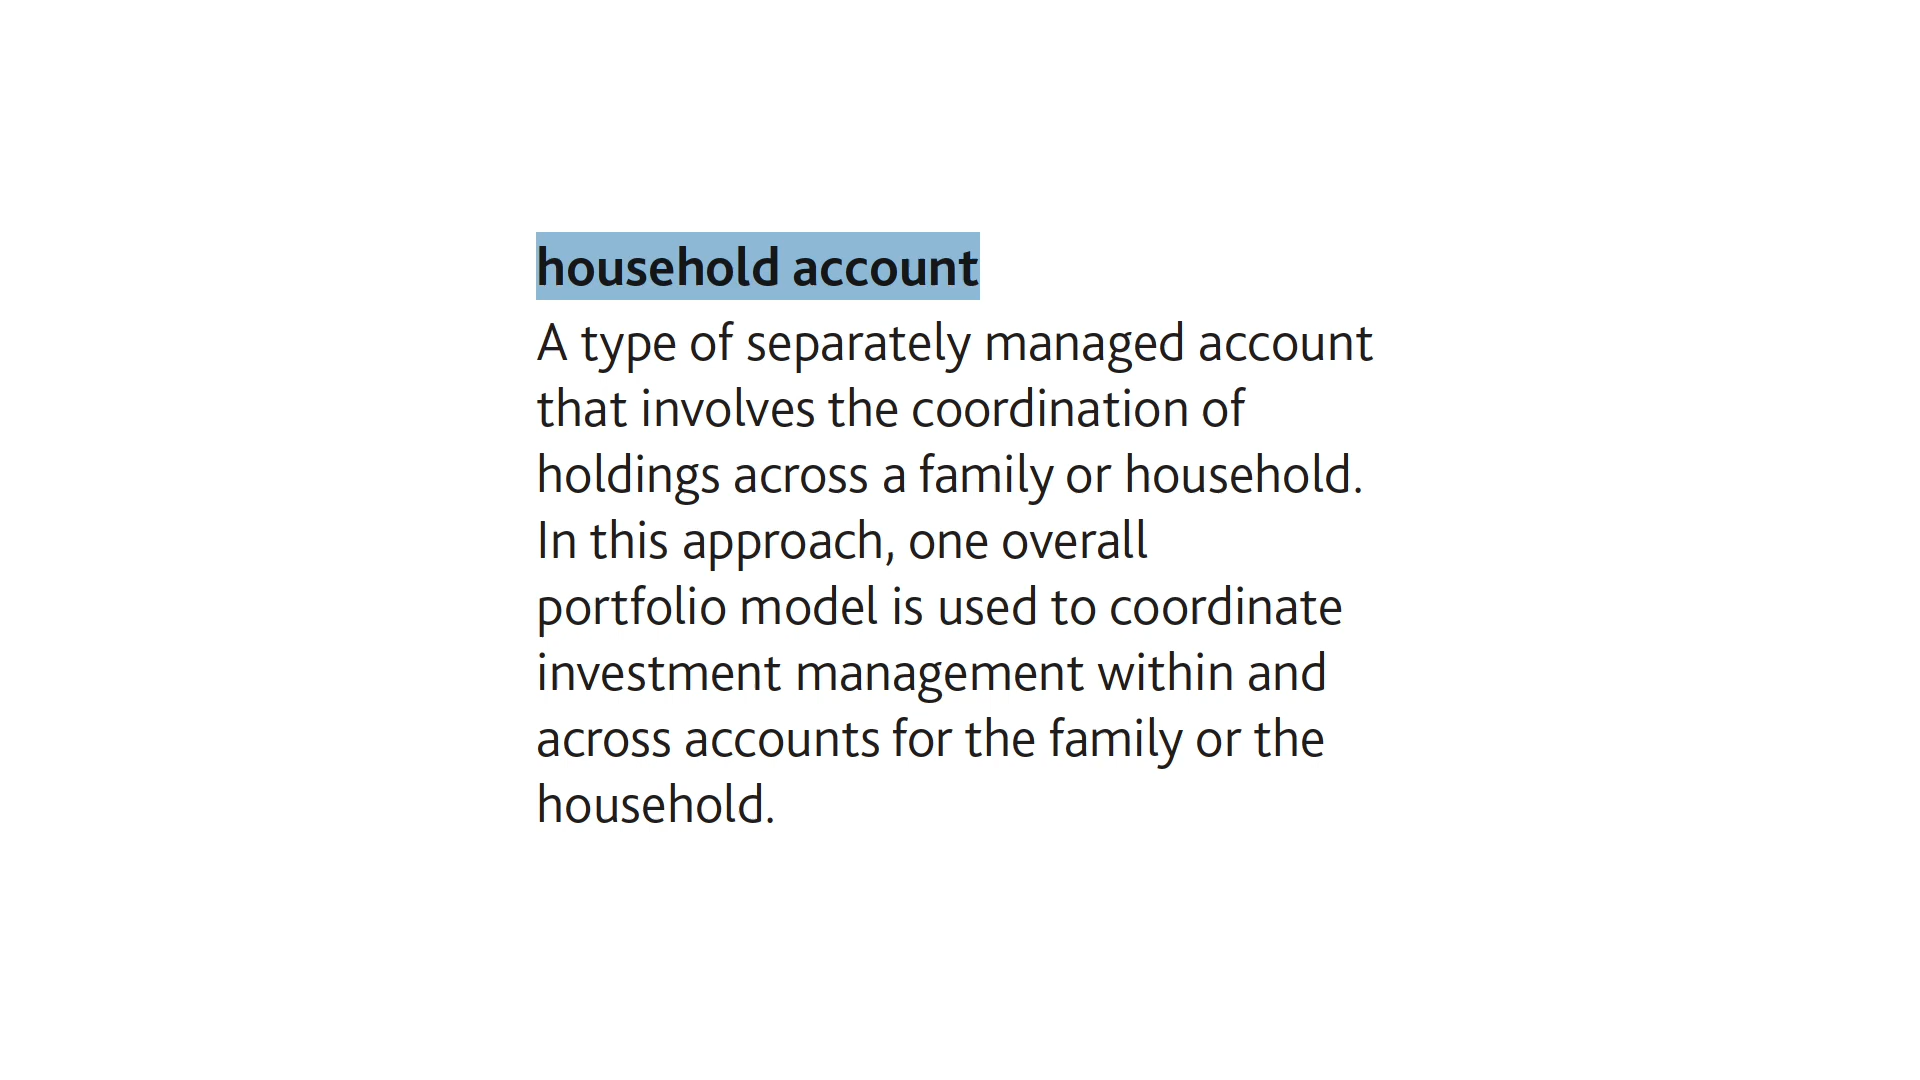 household account
A type of separately managed account
that involves the coordination of
holdings across a family or household.
In this approach, one overall
portfolio model is used to coordinate
investment management within and
across accounts for the family or the
household.